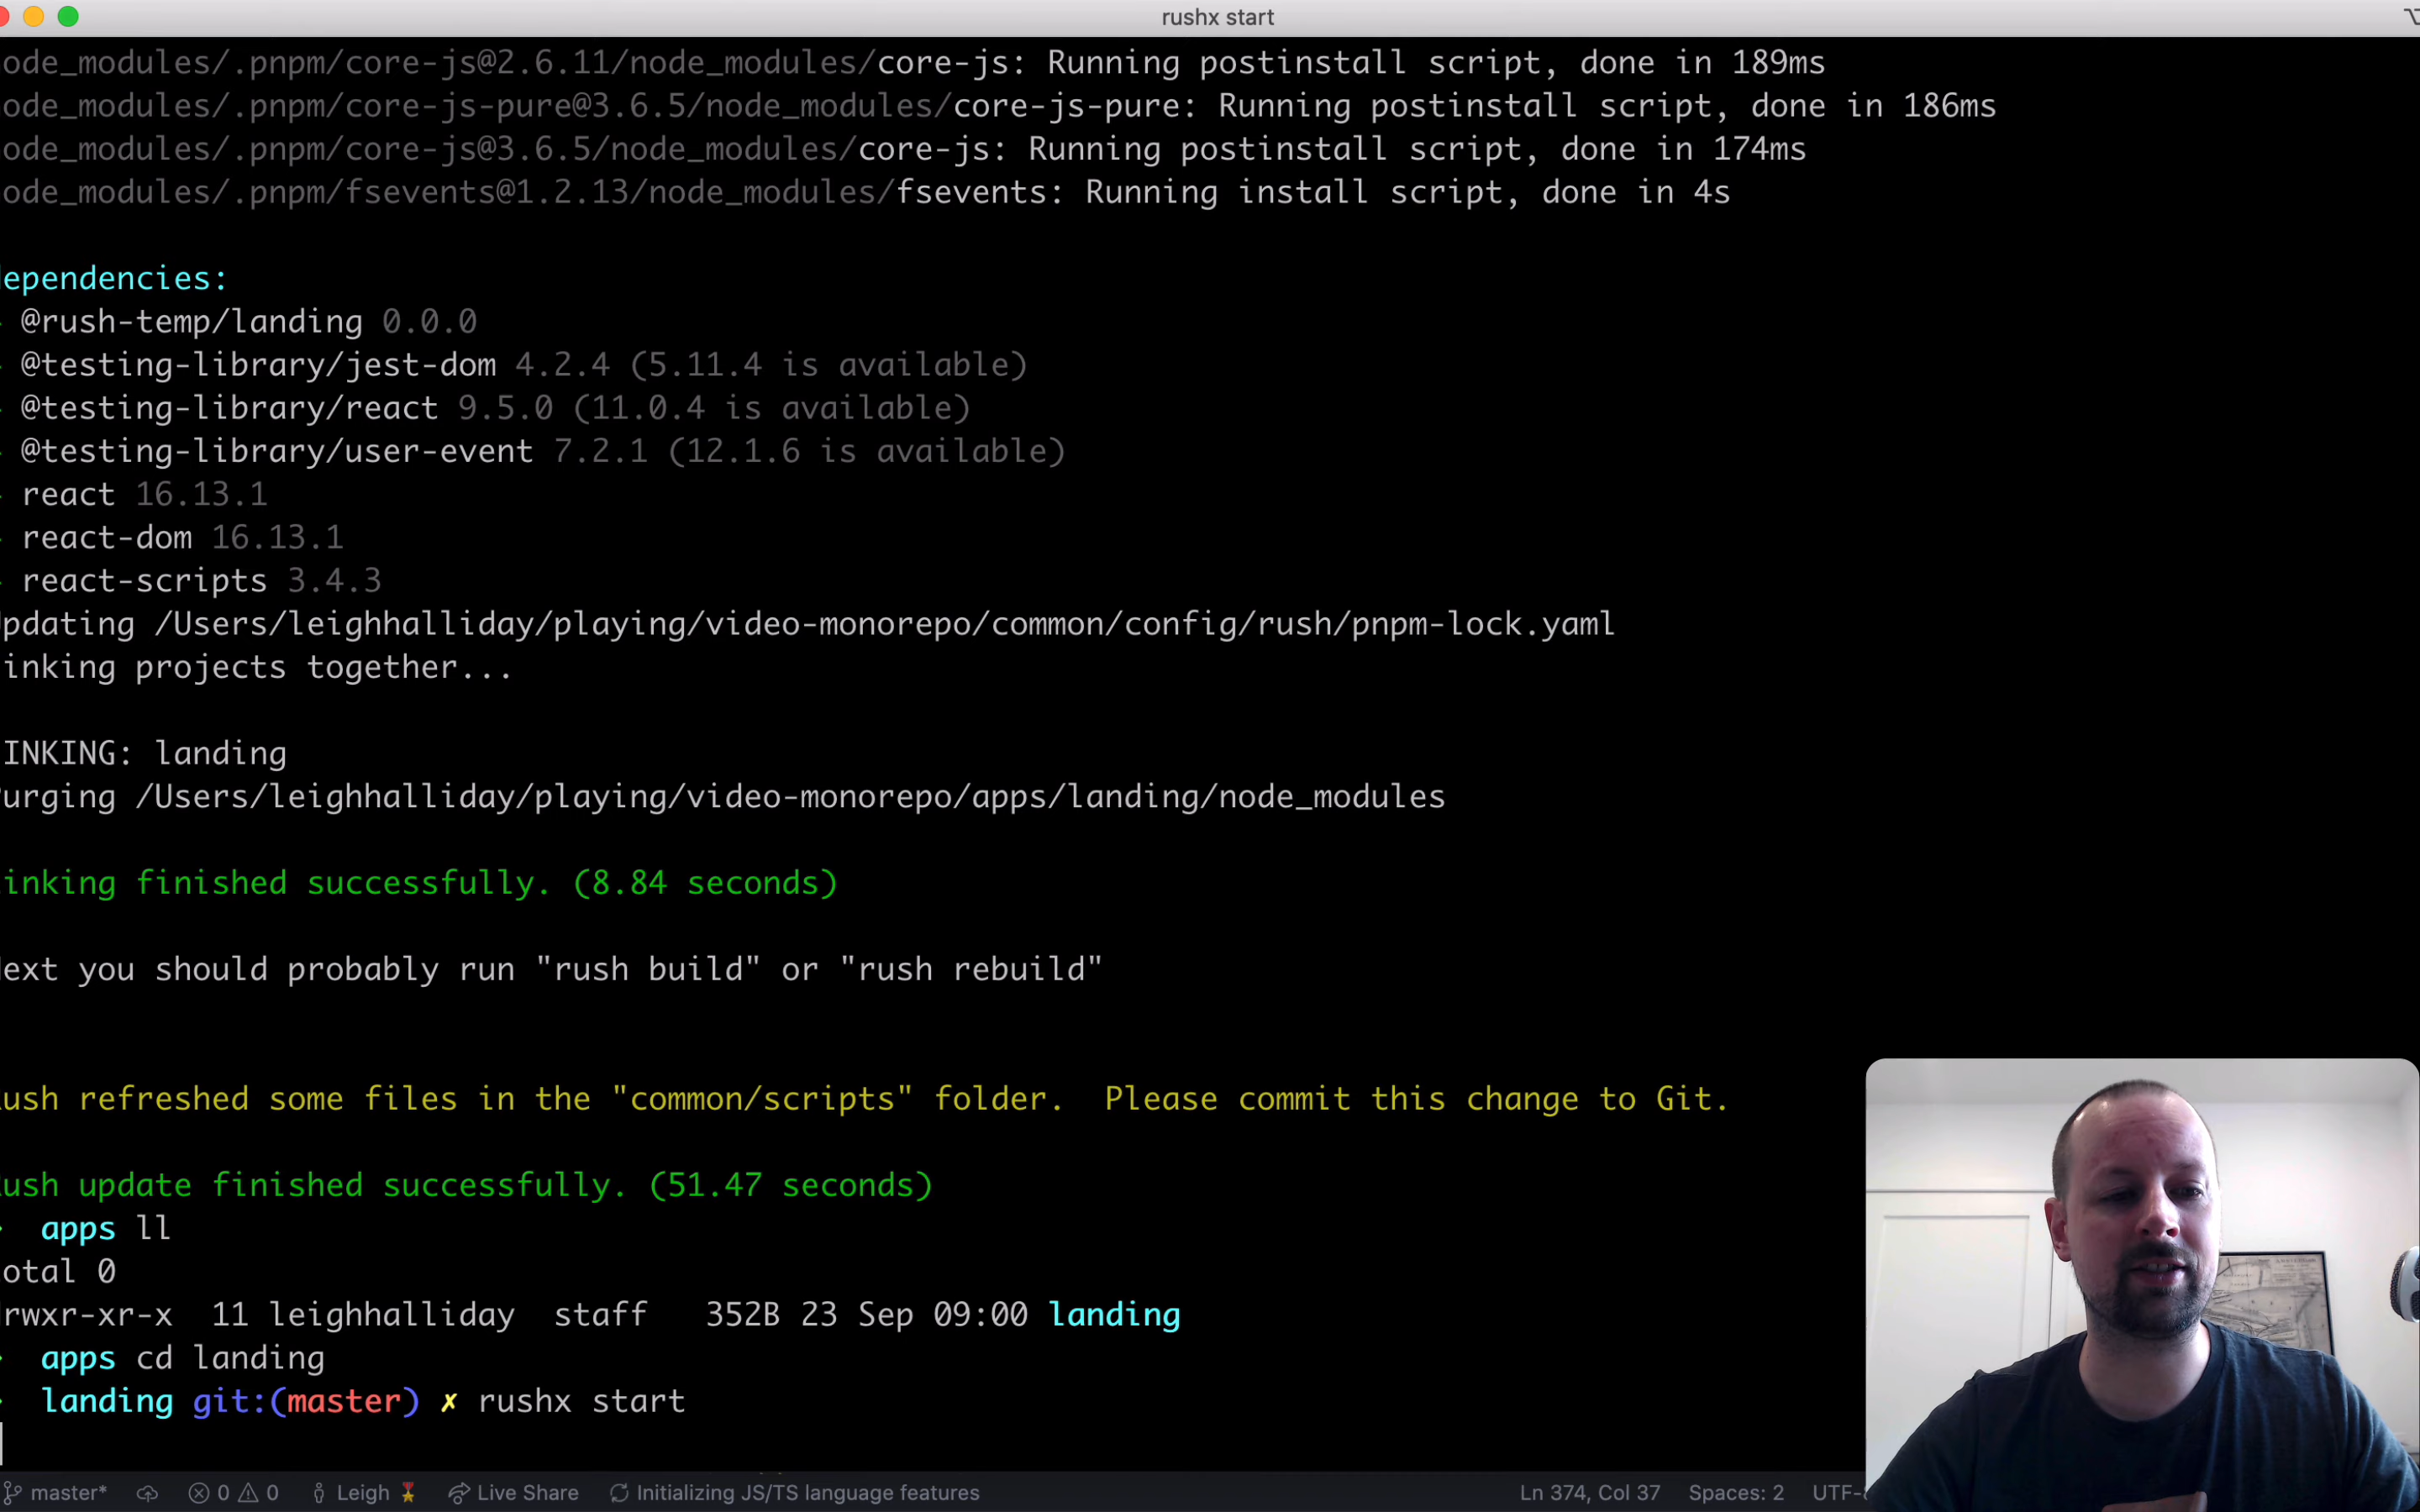 rushx start
ode_modules/.pnpm/core-js@2.6.11/node_modules/core-js: Running postinstall script, done in 189ms
ode_modules/.pnpm/core-js-pure@3.6.5/node_modules/core-js-pure: Running postinstall script, done in 186ms
ode_modules/.pnpm/core-js@3.6.5/node_modules/core-js: Running postinstall script, done in 174ms
ode_modules/.pnpm/fsevents@1.2.13/node_modules/fsevents: Running install script, done in 4s
dependencies:
@rush-temp/landing 0.0.0
@testing-library/jest-dom 4.2.4 (5.11.4 is available)
@testing-library/react 9.5.0 (11.0.4 is available)
@testing-library/user-event 7.2.1 (12.1.6 is available)
react 16.13.1
react-dom 16.13.1
react-scripts 3.4.3
Updating /Users/leighhalliday/playing/video-monorepo/common/config/rush/pnpm-lock.yaml
inking projects together...
INKING: landing
Purging /Users/leighhalliday/playing/video-monorepo/apps/landing/node_modules
inking finished successfully. (8.84 seconds)
Next you should probably run "rush build" or "rush rebuild"
Rush refreshed some files in the "common/scripts" folder.  Please commit this change to Git.
Rush update finished successfully. (51.47 seconds)
apps ll
total 0
drwxr-xr-x  11 leighhalliday  staff   352B 23 Sep 09:00 landing
apps cd landing
landing git:(master) ✗ rushx start
master* 0 0 Leigh Live Share Initializing JS/TS language features Ln 374, Col 37 Spaces: 2 UTF-